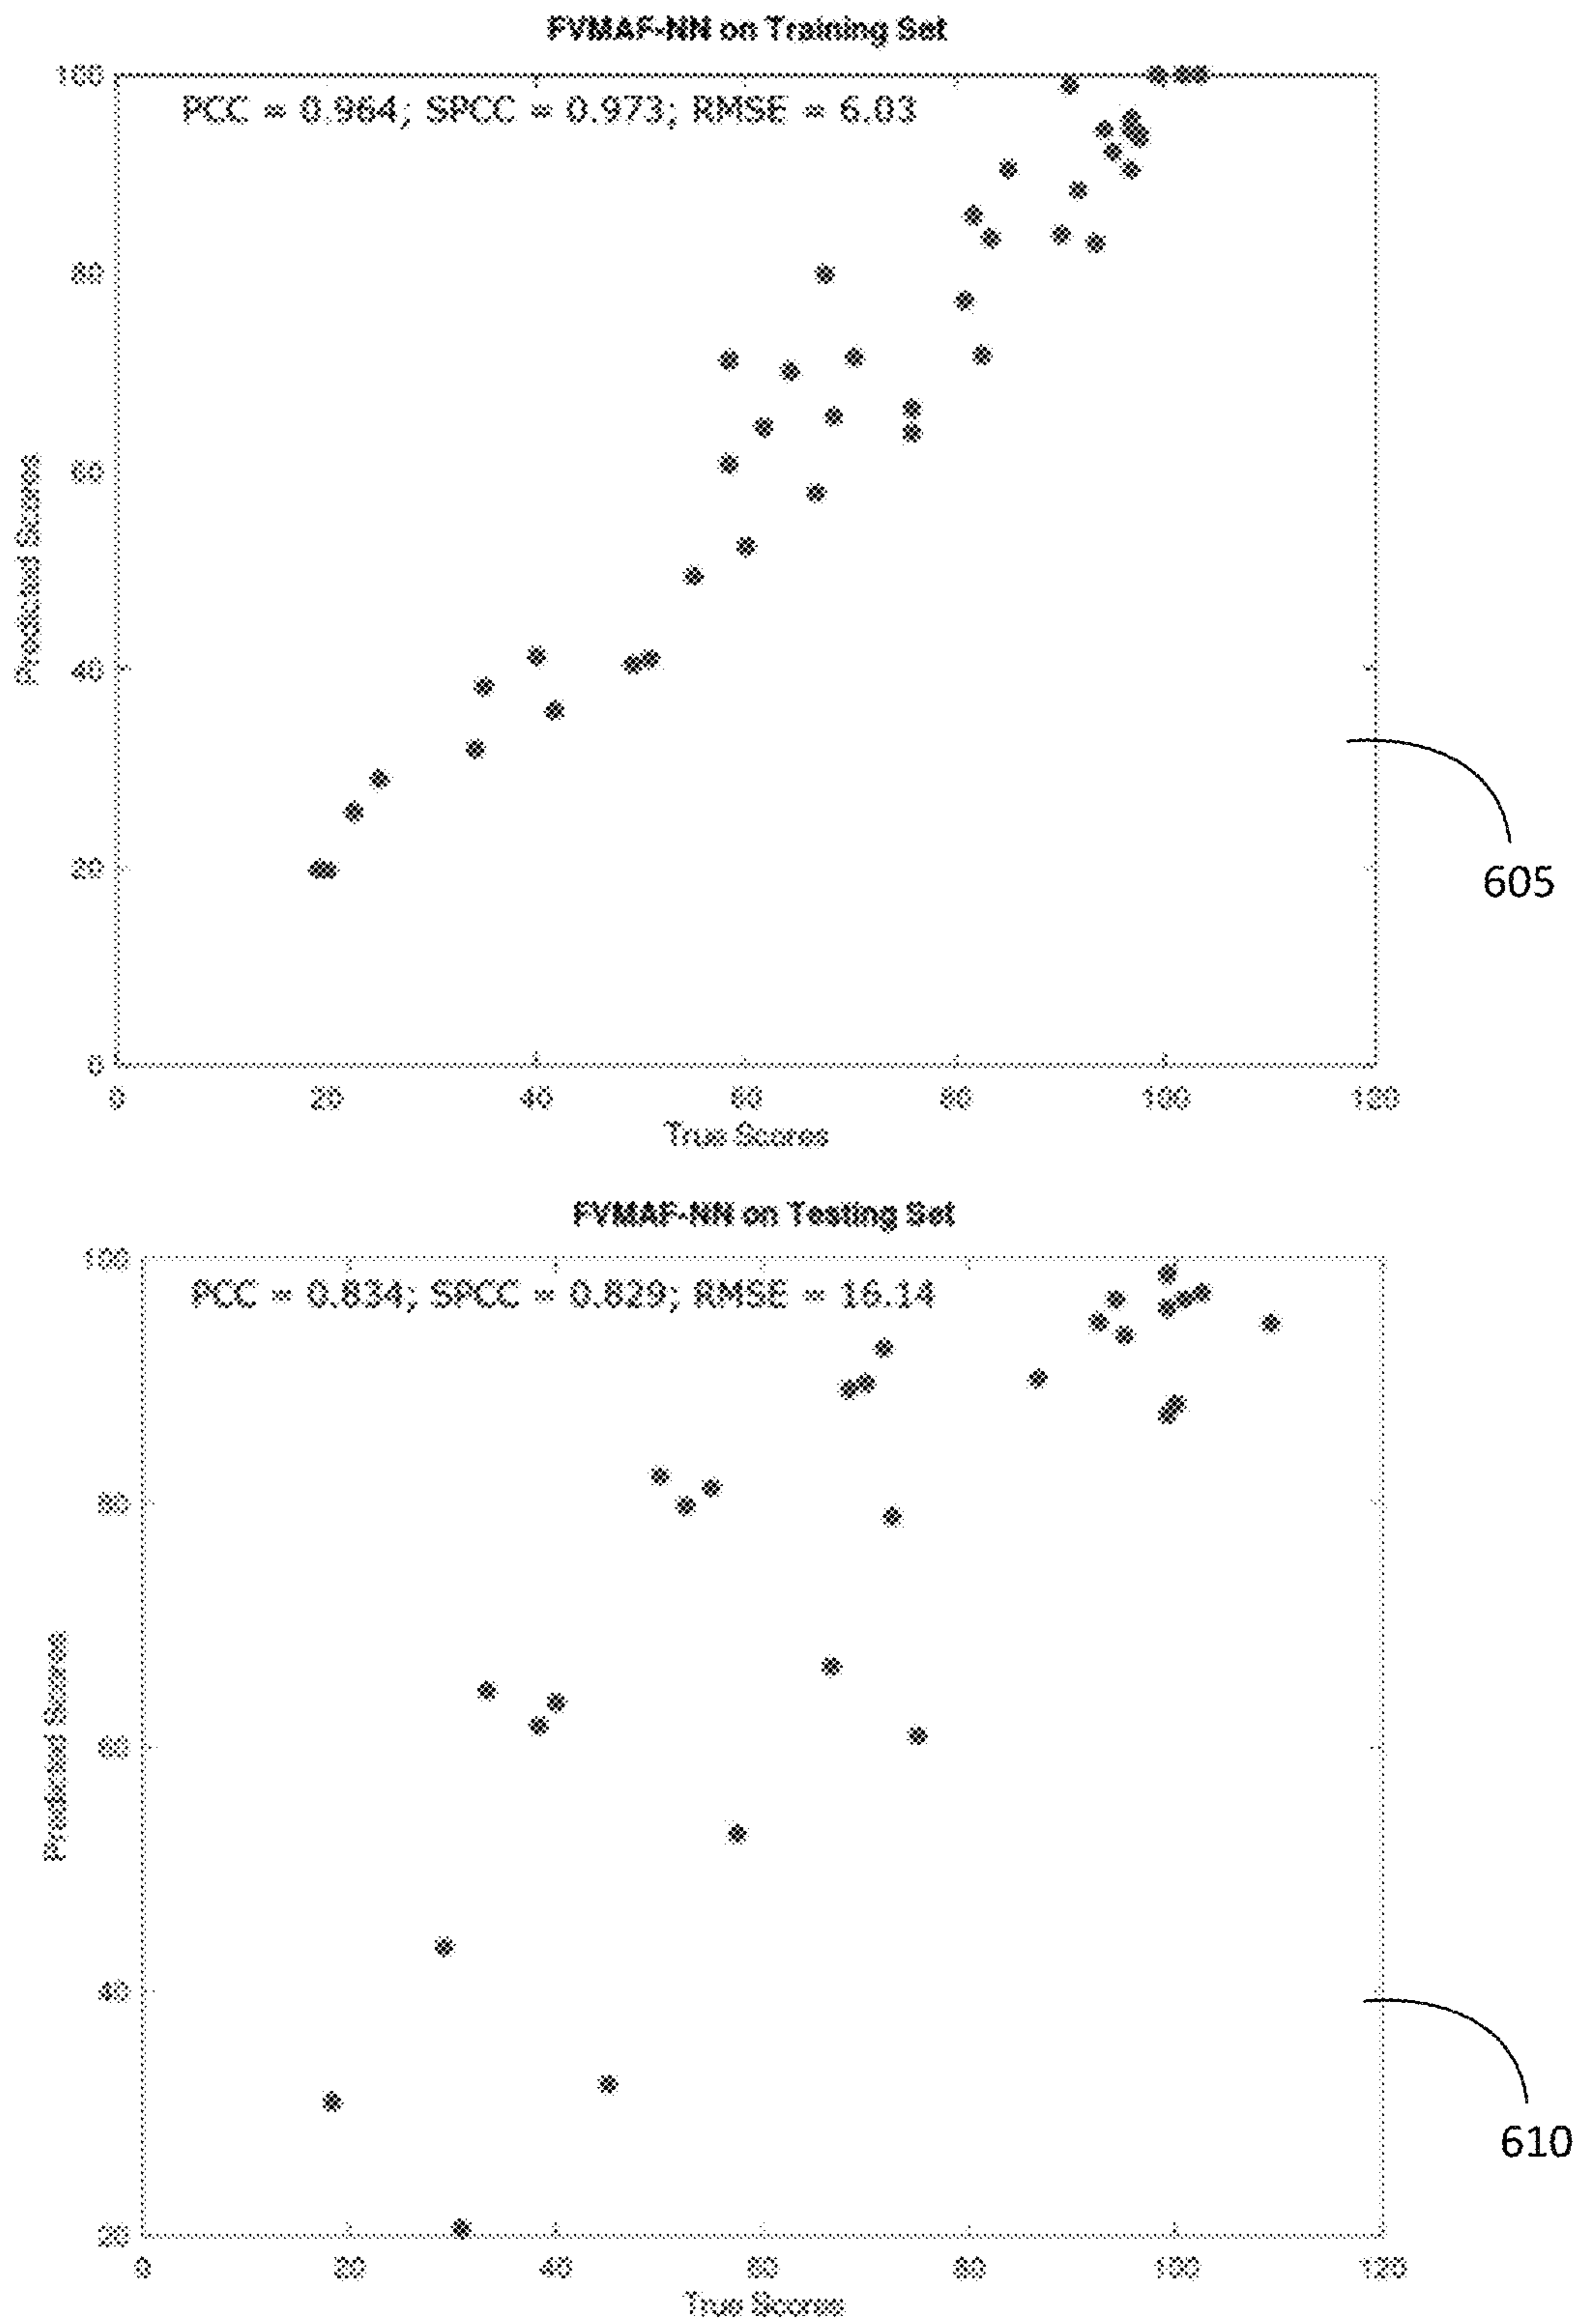 FVMAF-NN on Training Set
PCC = 0.964; SPCC = 0.973; RMSE = 6.03
100
80
60
40
20
0
Predicted Scores
0 20 40 60 80 100 120
True Scores
605
FVMAF-NN on Testing Set
PCC = 0.834; SPCC = 0.829; RMSE = 16.14
100
80
60
40
20
Predicted Scores
0 20 40 60 80 100 120
True Scores
610